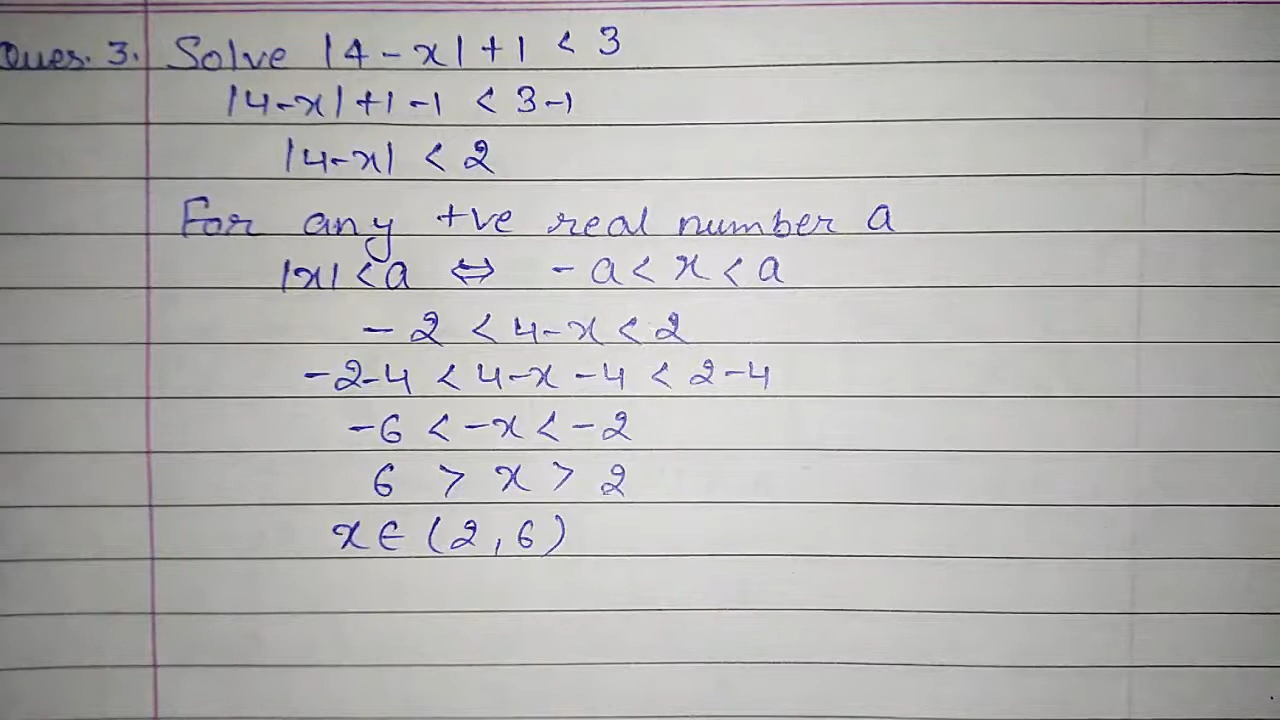 Ques. 3. Solve |4-x|+1 < 3
|4-x|+1-1 < 3-1
|4-x| < 2
For any +ve real number a
|x|<a ⇔ -a<x<a
-2 <4-x<2
-2-4 <4-x-4 < 2-4
-6 <-x<-2
6 > x > 2
x∈ (2,6)